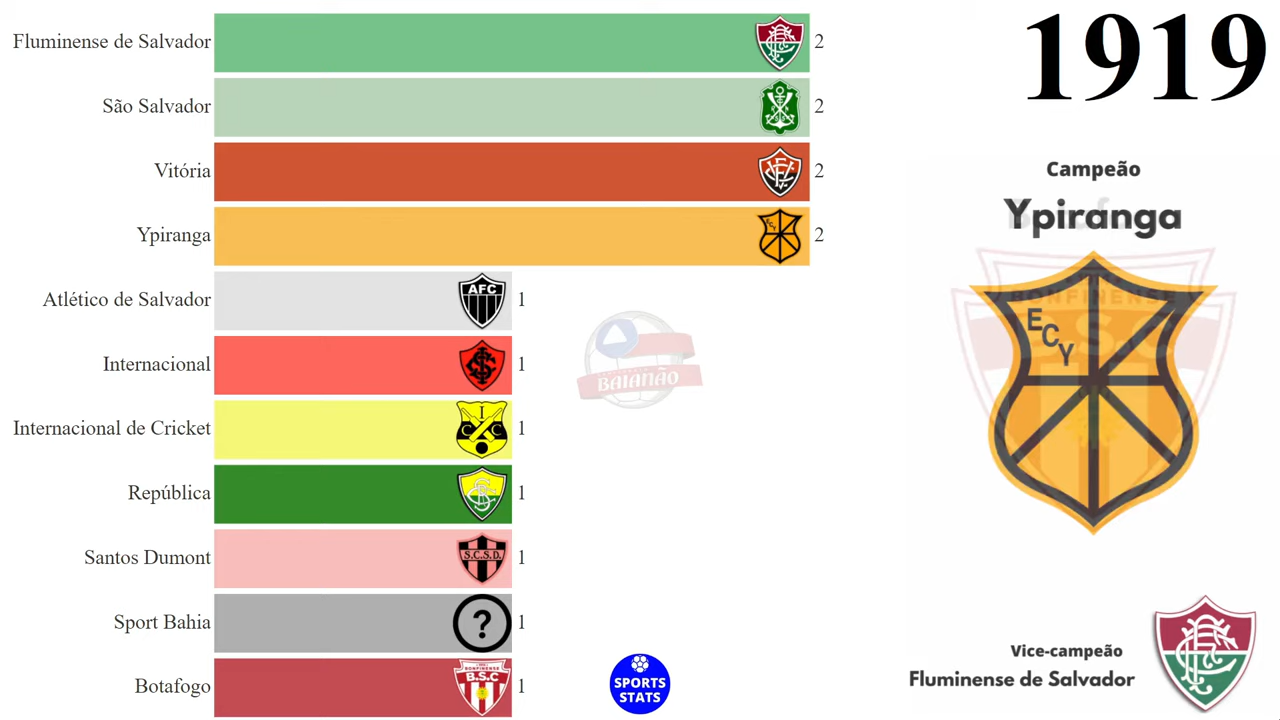 Fluminense de Salvador 2
São Salvador 2
Vitória 2
Ypiranga 2
Atlético de Salvador AFC 1
Internacional 1
Internacional de Cricket 1
República 1
Santos Dumont S.C.S.D. 1
Sport Bahia ? 1
Botafogo BONFINENSE B.S.C 1
BAIANÃO
SPORTS
STATS
1919
Campeão
Ypiranga
BONFINENSE
E
C
Y
B.S.C
Vice-campeão
Fluminense de Salvador